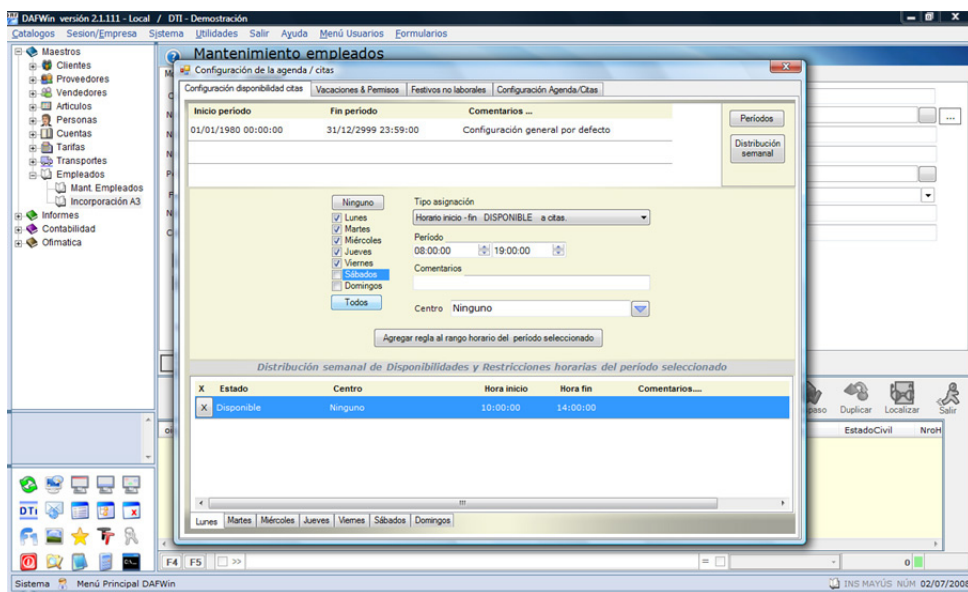 DAFWin versión 2.1.111 - Local / DTI - Demostración
Catalogos Sesion/Empresa Sistema Utilidades Salir Ayuda Menú Usuarios Formularios
Maestros
Clientes
Proveedores
Vendedores
Articulos
Personas
Cuentas
Tarifas
Transportes
Empleados
Mant. Empleados
Incorporación A3
Informes
Contabilidad
Ofimatica
Mantenimiento empleados
Configuración de la agenda / citas
Configuración disponibilidad citas Vacaciones & Permisos Festivos no laborales Configuración Agenda/Citas
Inicio periodo Fin periodo Comentarios ...
01/01/1980 00:00:00 31/12/2999 23:59:00 Configuración general por defecto
Períodos
Distribución
semanal
Ninguno
Lunes
Martes
Miércoles
Jueves
Viernes
Sábados
Domingos
Todos
Tipo asignación
Horario inicio -fin DISPONIBLE a citas.
Período
08:00:00 19:00:00
Comentarios
Centro Ninguno
Agregar regla al rango horario del período seleccionado
Distribución semanal de Disponibilidades y Restricciones horarias del período seleccionado
X Estado Centro Hora inicio Hora fin Comentarios....
X Disponible Ninguno 10:00:00 14:00:00
Lunes Martes Miércoles Jueves Viernes Sábados Domingos
...
Duplicar Localizar Salir
EstadoCivil NroH
DTi
F4 F5 >> = 0
Sistema Menú Principal DAFWin
INS MAYÚS NÚM 02/07/2008